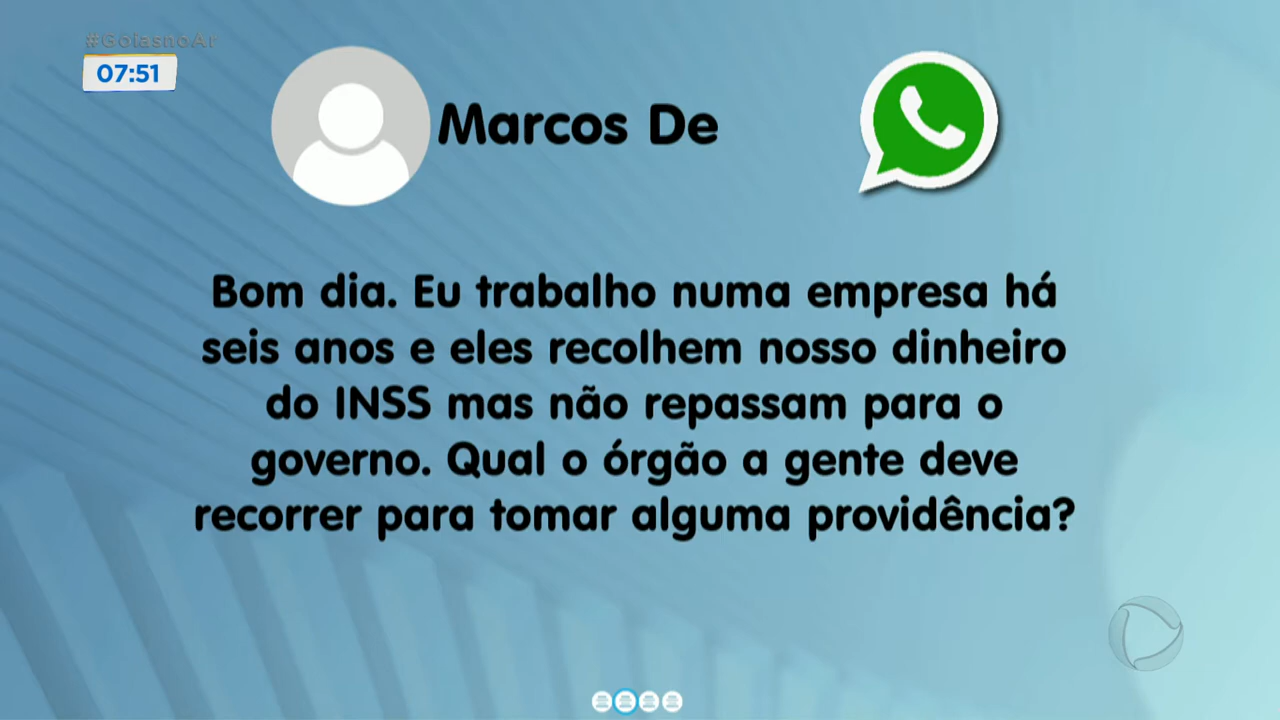 #GoiásnoAr
07:51
Marcos De
Bom dia. Eu trabalho numa empresa há
seis anos e eles recolhem nosso dinheiro
do INSS mas não repassam para o
governo. Qual o órgão a gente deve
recorrer para tomar alguma providência?